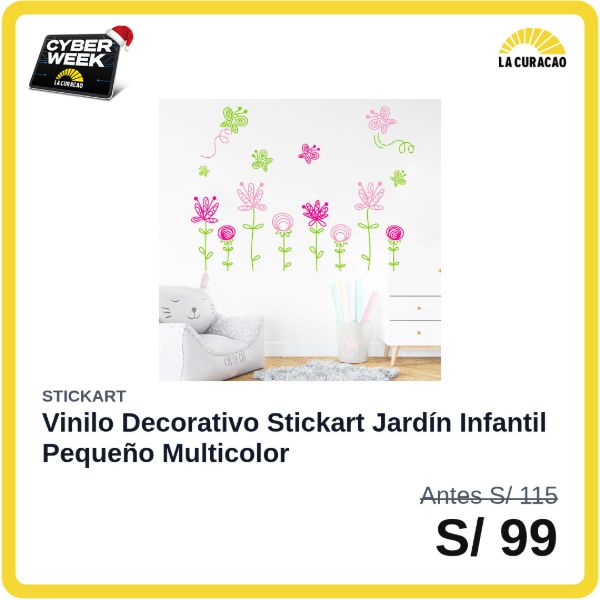 CYBER
WEEK
LA CURACAO
LA CURACAO
STICKART
Vinilo Decorativo Stickart Jardín Infantil
Pequeño Multicolor
Antes S/ 115
S/ 99